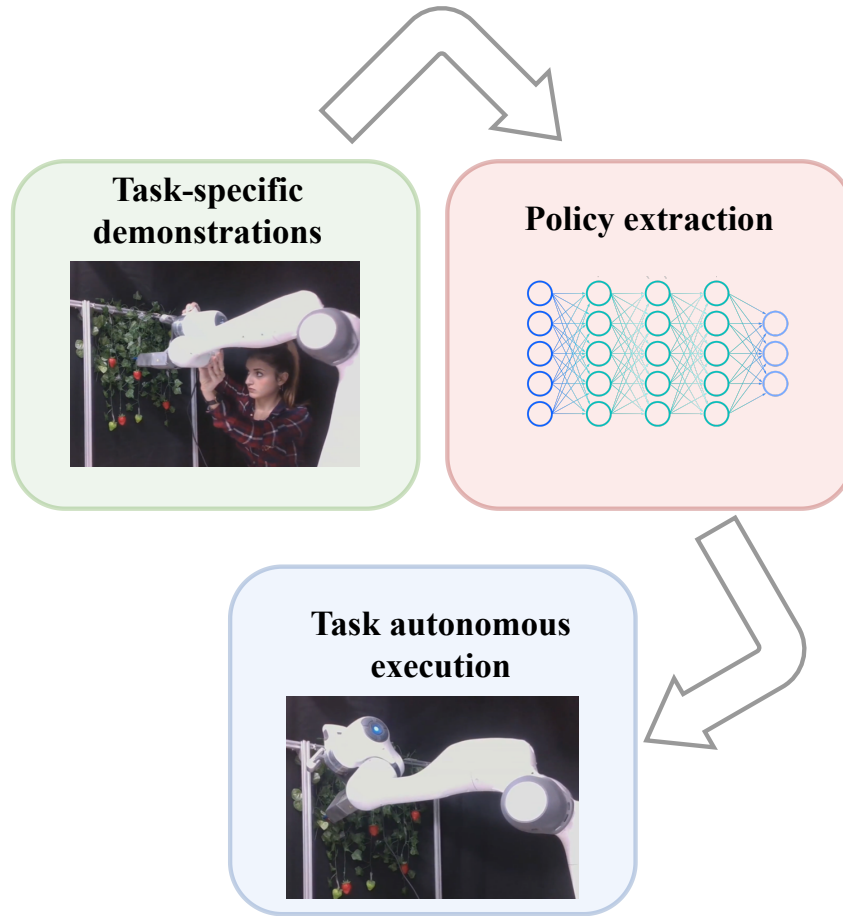 Task-specific
demonstrations
Policy extraction
Task autonomous
execution